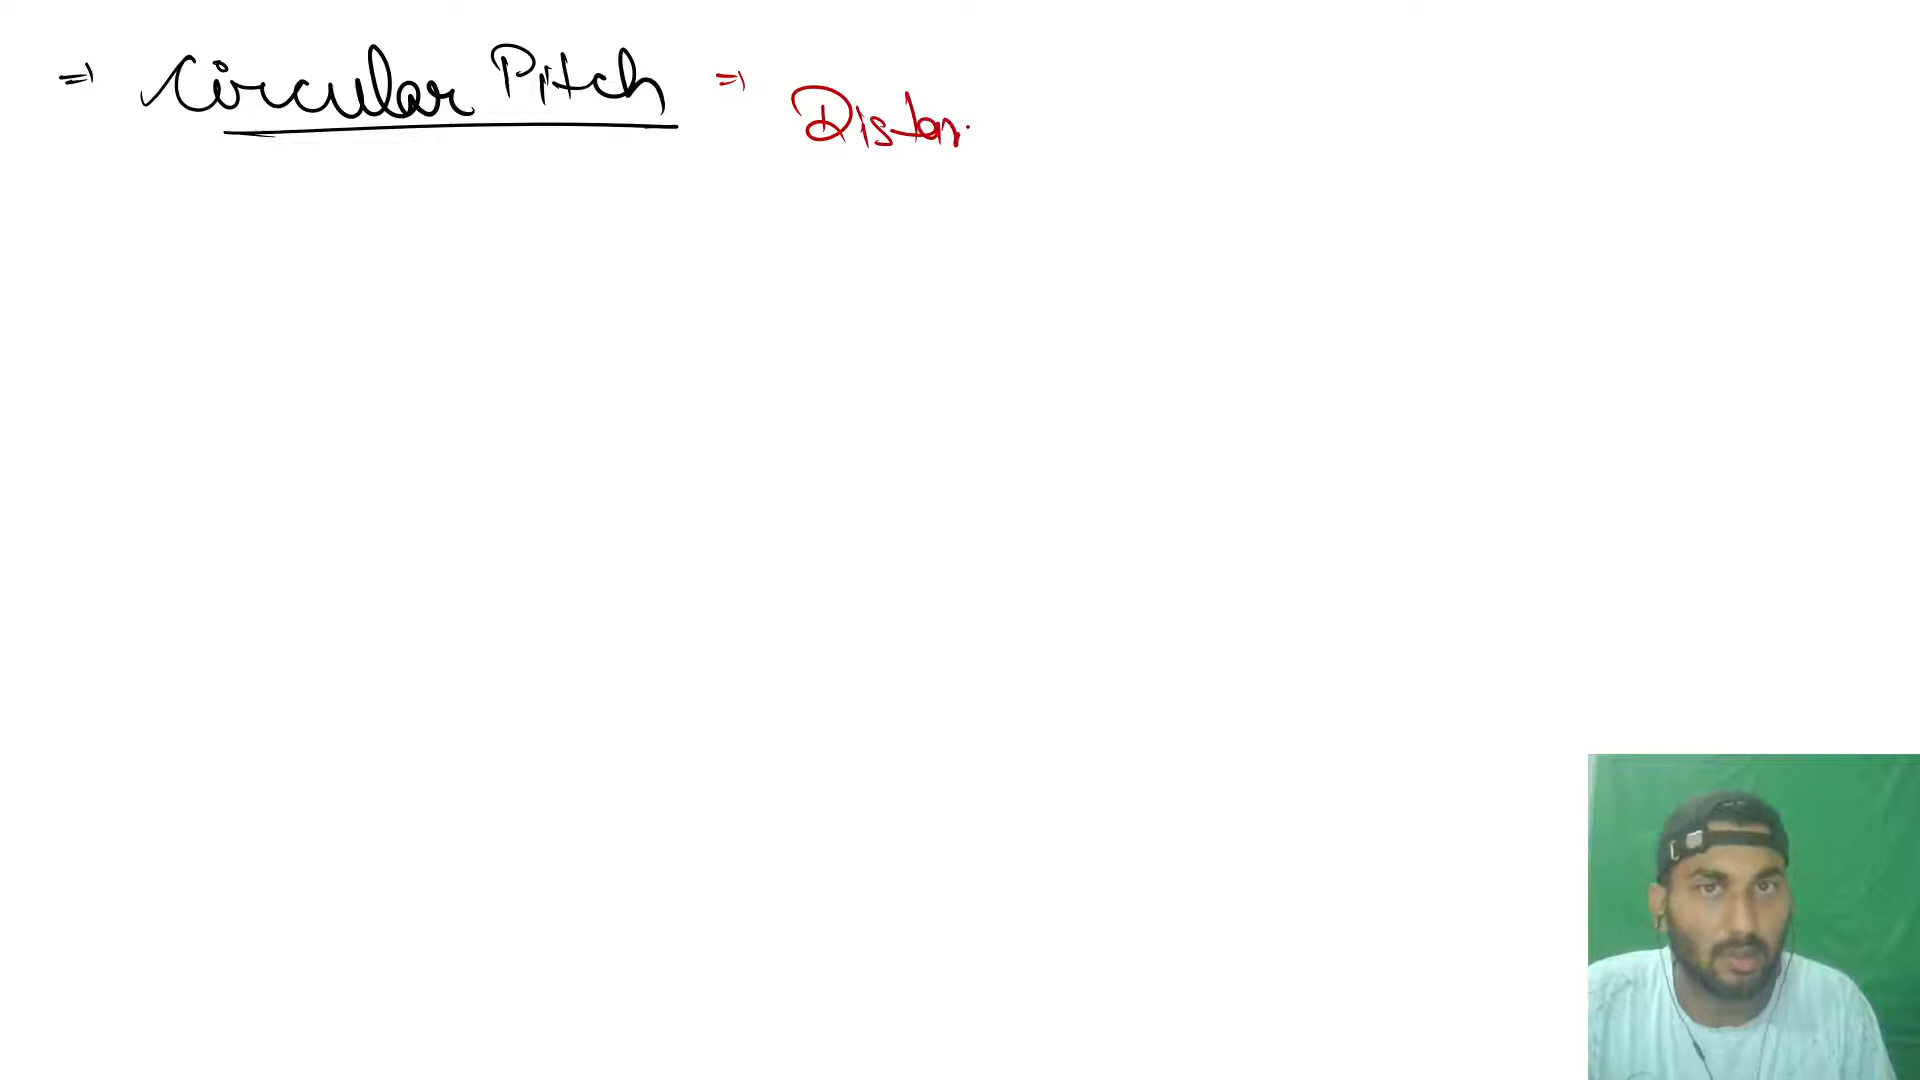 ⇒ Circular Pitch ⇒ Distan